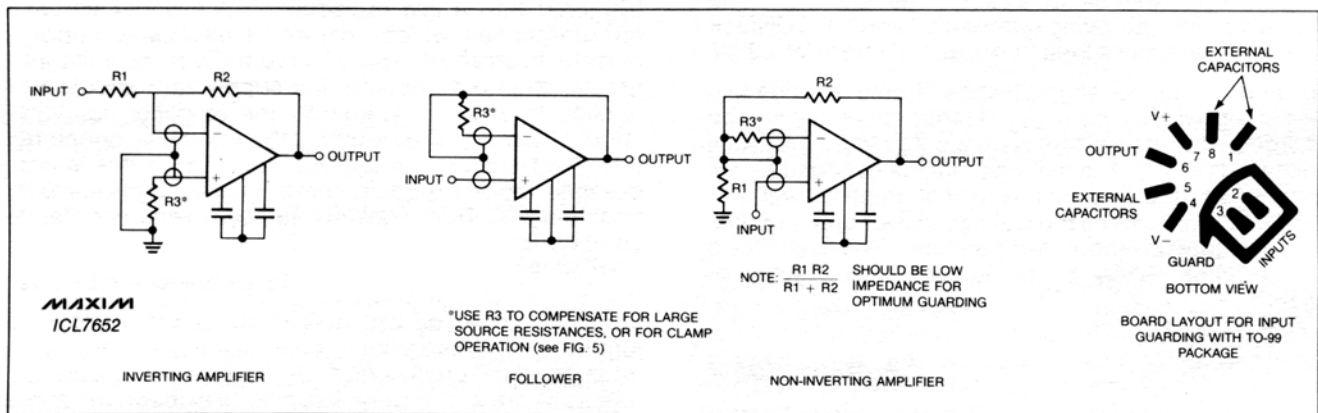 INPUT
R1
R2
R3*
−
+
OUTPUT
MAXIM
ICL7652
INVERTING AMPLIFIER
R3*
−
+
INPUT
OUTPUT
*USE R3 TO COMPENSATE FOR LARGE
SOURCE RESISTANCES, OR FOR CLAMP
OPERATION (see FIG. 5)
FOLLOWER
R2
R3*
−
+
R1
INPUT
OUTPUT
NOTE: R1 R2 / R1 + R2 SHOULD BE LOW
IMPEDANCE FOR
OPTIMUM GUARDING
NON-INVERTING AMPLIFIER
EXTERNAL
CAPACITORS
V+
OUTPUT
EXTERNAL
CAPACITORS
V−
7
8
1
6
5
4
3
2
GUARD
INPUTS
BOTTOM VIEW
BOARD LAYOUT FOR INPUT
GUARDING WITH TO-99
PACKAGE